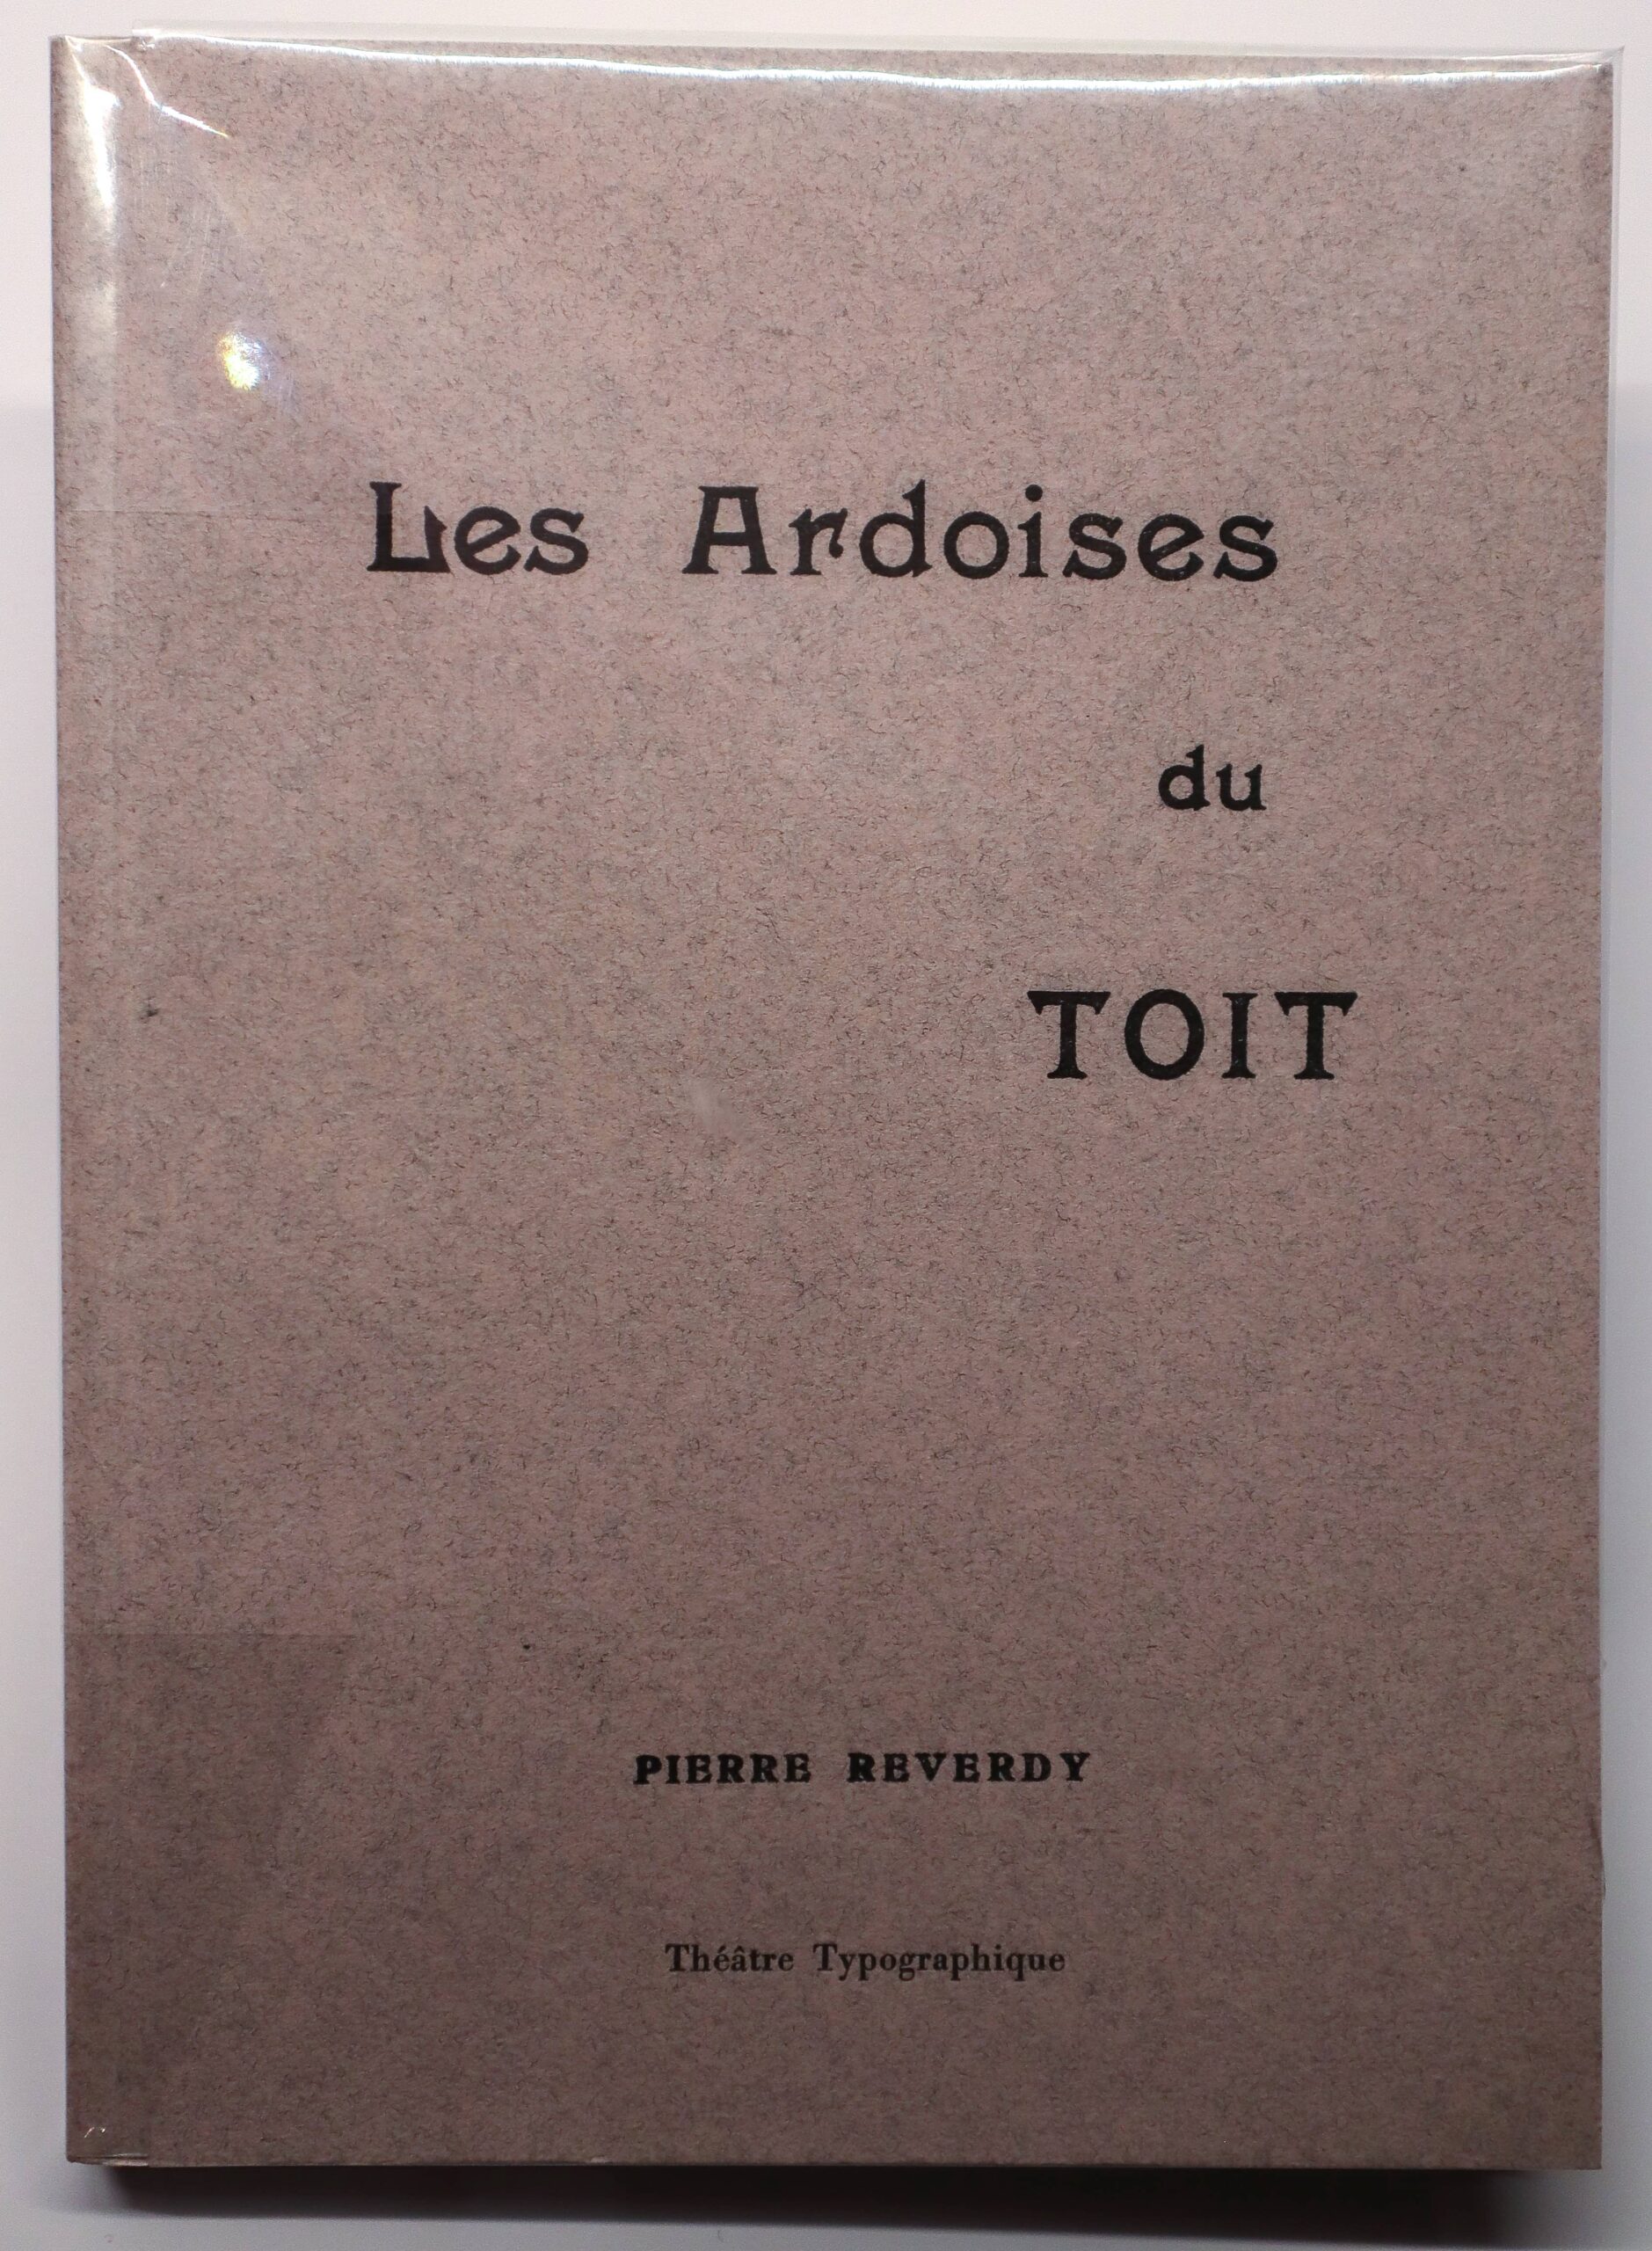 Les Ardoises
du
TOIT
PIERRE REVERDY
Théâtre Typographique